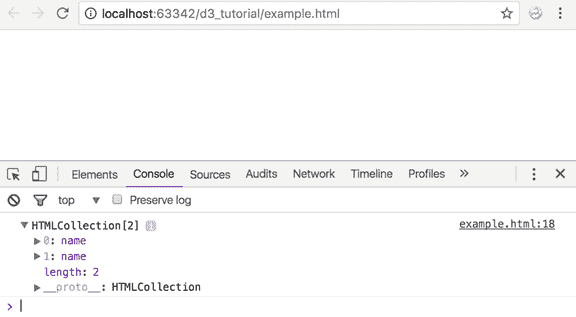 localhost:63342/d3_tutorial/example.html
Elements Console Sources Audits Network Timeline Profiles »
top ▼ Preserve log
▼HTMLCollection[2] i example.html:18
▶0: name
▶1: name
length: 2
▶__proto__: HTMLCollection
>